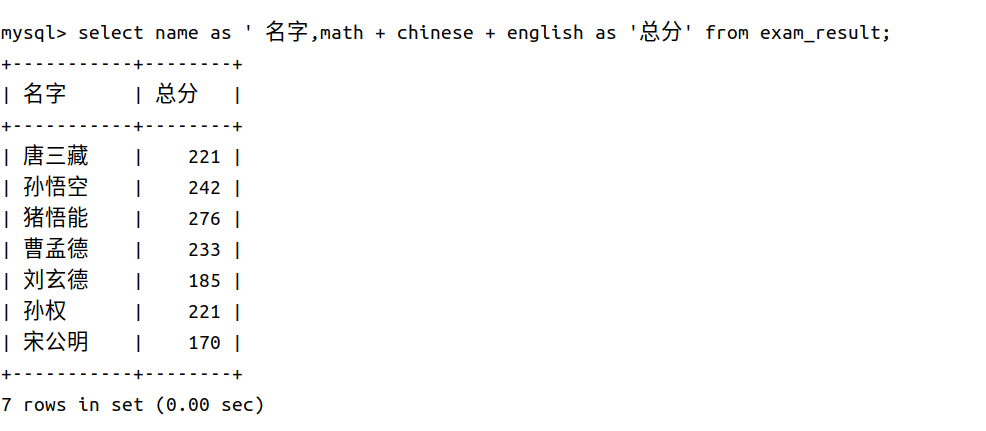 mysql> select name as ' 名字,math + chinese + english as '总分' from exam_result;
+-----------+--------+
| 名字      | 总分   |
+-----------+--------+
| 唐三藏    |    221 |
| 孙悟空    |    242 |
| 猪悟能    |    276 |
| 曹孟德    |    233 |
| 刘玄德    |    185 |
| 孙权      |    221 |
| 宋公明    |    170 |
+-----------+--------+
7 rows in set (0.00 sec)